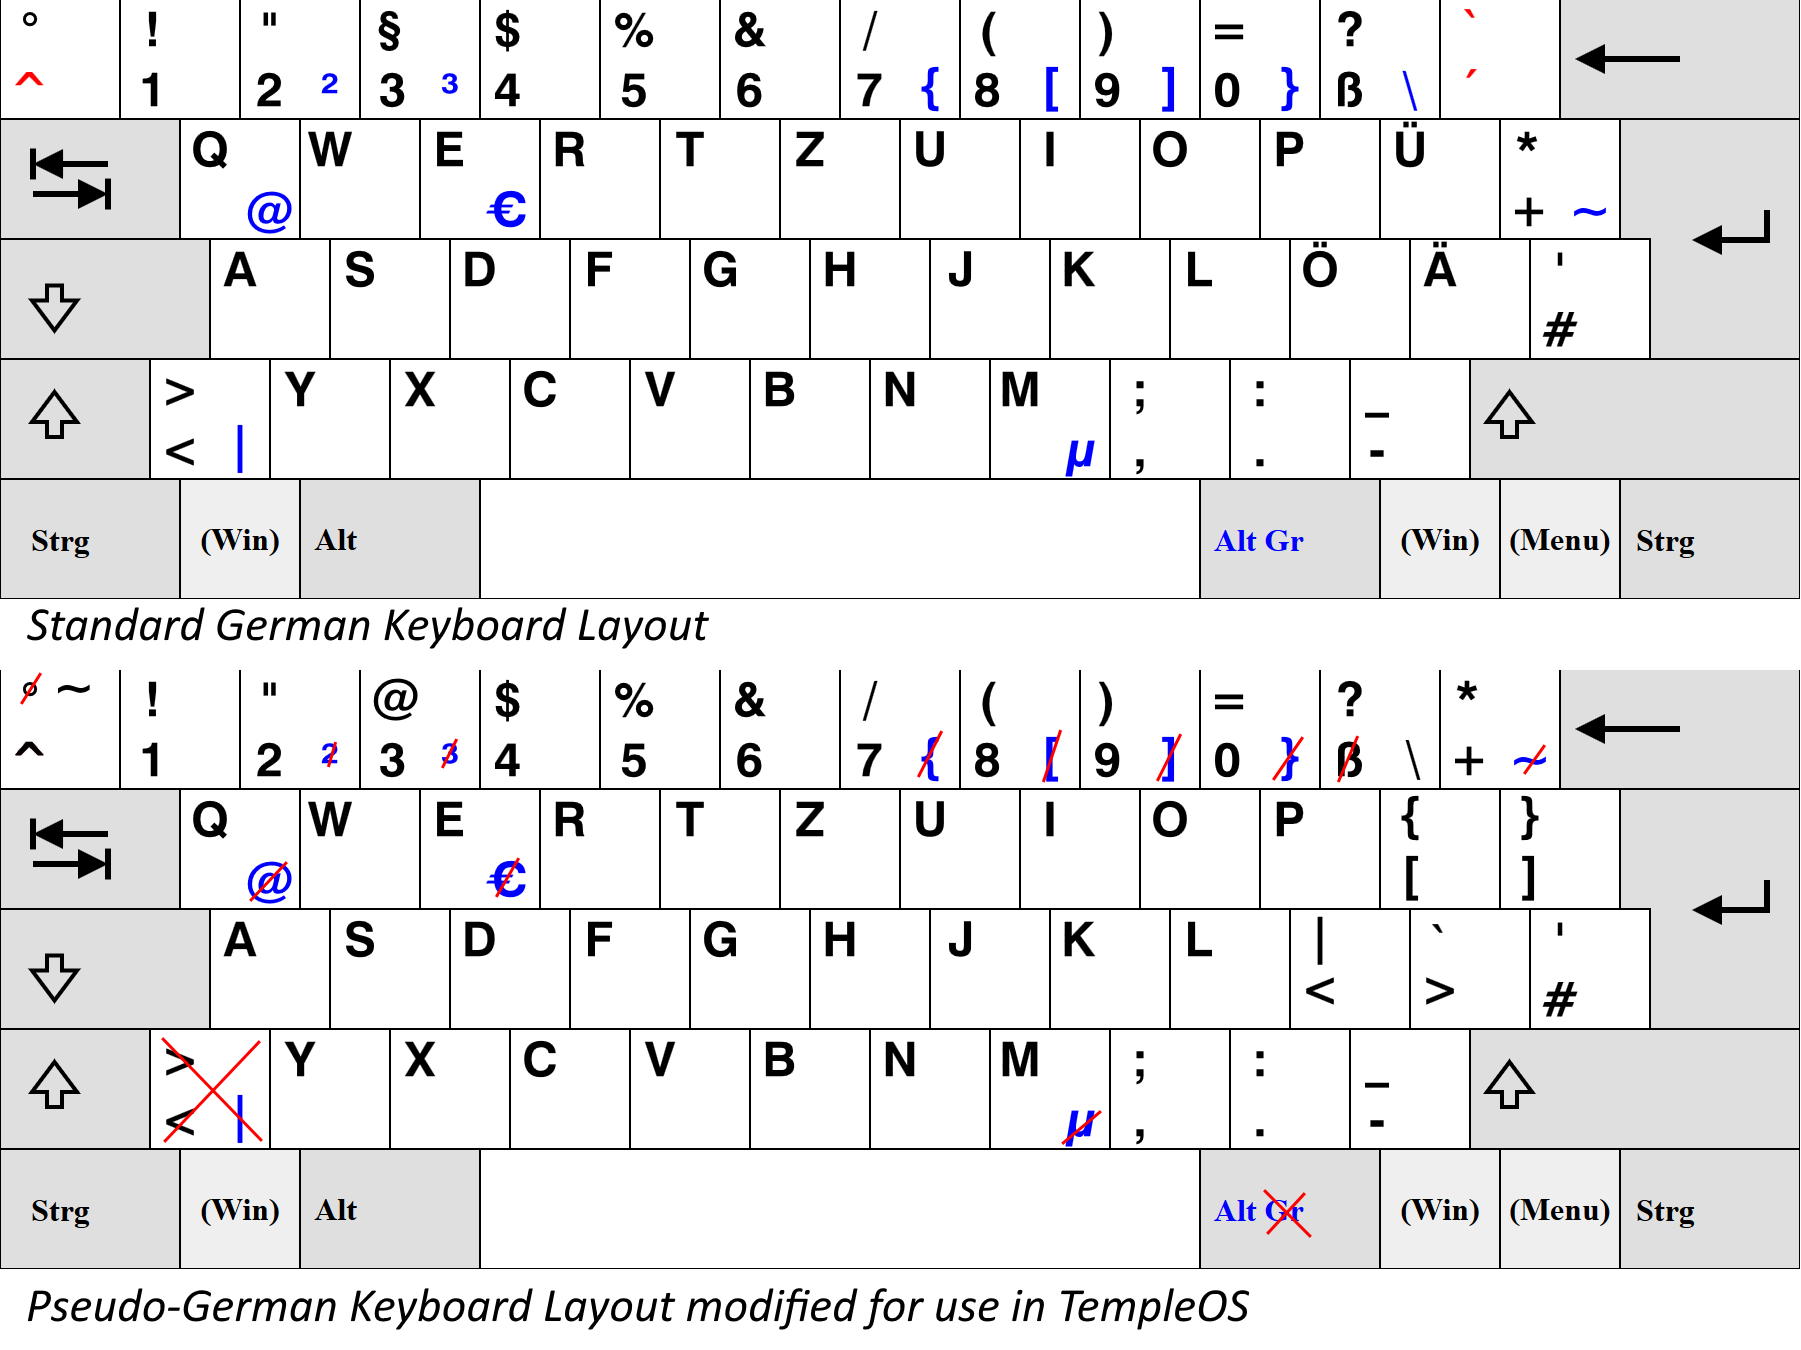 ° ! " § $ % & / ( ) = ? `
^ 1 2 ² 3 ³ 4 5 6 7 { 8 [ 9 ] 0 } ß \ ´
Q W E R T Z U I O P Ü *
@ € + ~
A S D F G H J K L Ö Ä '
#
> Y X C V B N M ; : _
< | µ , . -
Strg (Win) Alt Alt Gr (Win) (Menu) Strg
Standard German Keyboard Layout
° ~ ! " @ $ % & / ( ) = ? *
^ 1 2 ² 3 ³ 4 5 6 7 { 8 [ 9 ] 0 } ß \ + ~
Q W E R T Z U I O P { }
@ € [ ]
A S D F G H J K L | ` '
< > #
> Y X C V B N M ; : _
< | µ , . -
Strg (Win) Alt Alt Gr (Win) (Menu) Strg
Pseudo-German Keyboard Layout modified for use in TempleOS